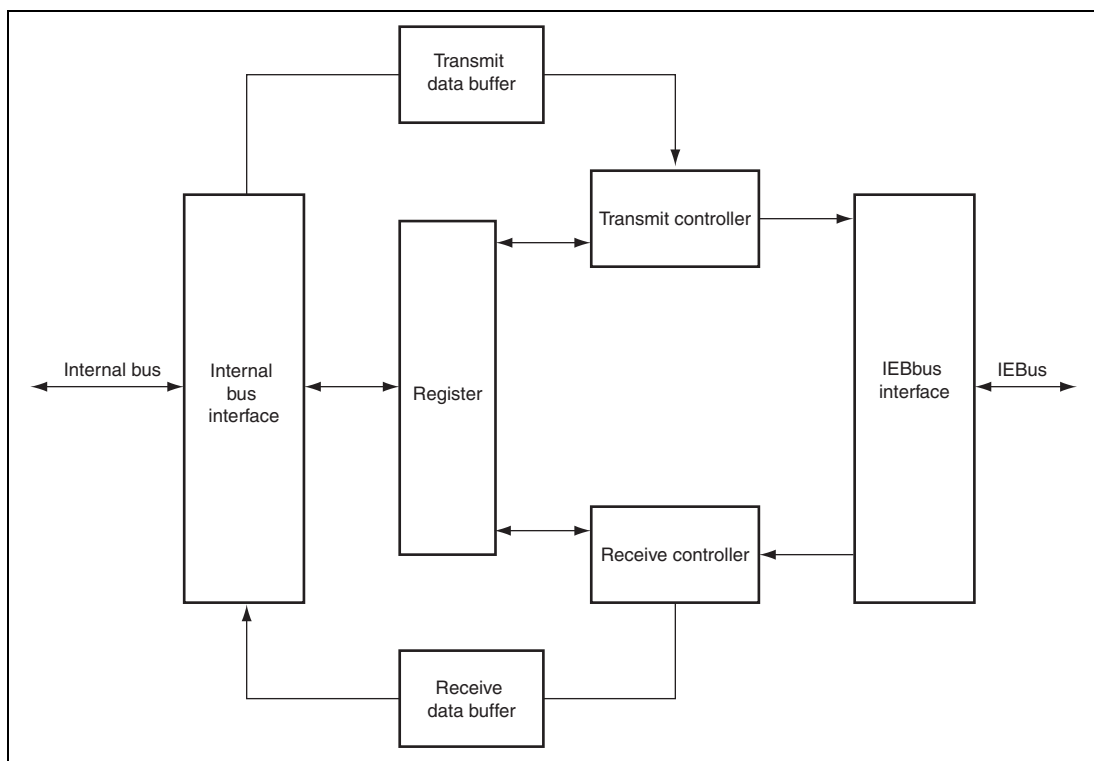 Transmit
data buffer
Transmit controller
Internal bus
Internal
bus
interface
Register
IEBbus
interface
IEBus
Receive controller
Receive
data buffer